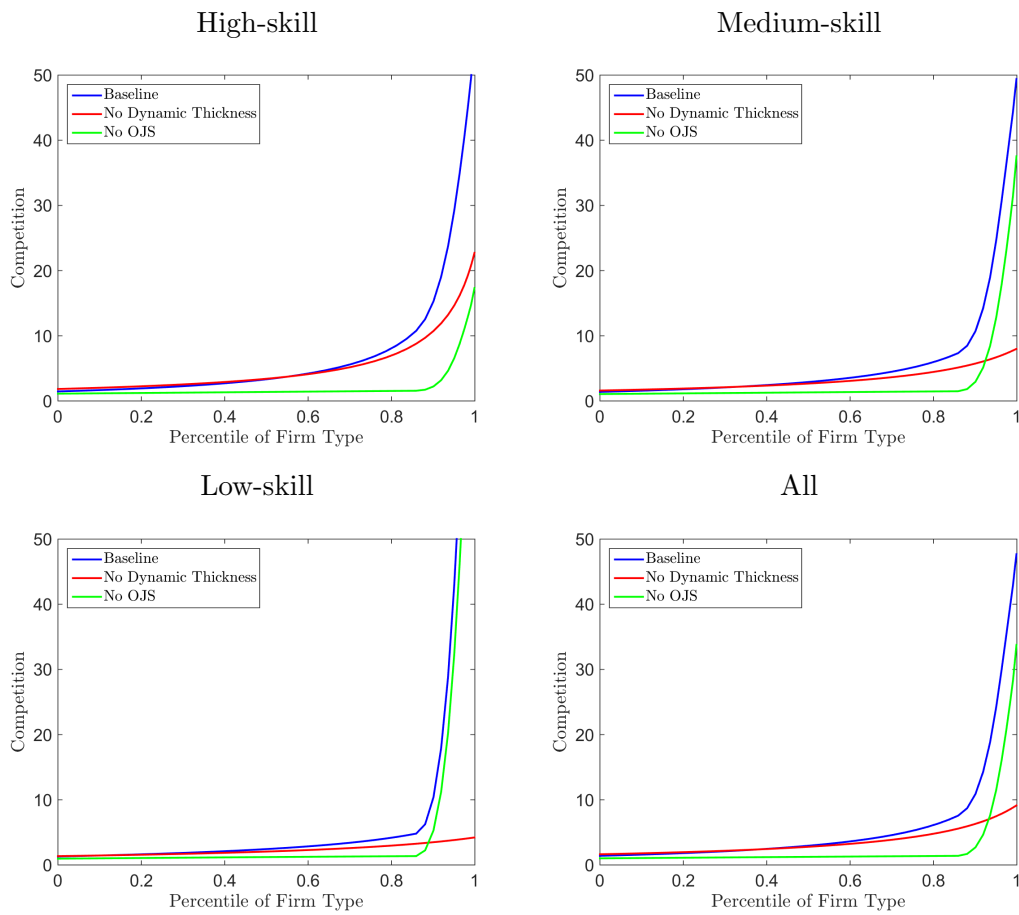 High-skill
50
40
30
20
10
0
Competition
Baseline
No Dynamic Thickness
No OJS
0 0.2 0.4 0.6 0.8 1
Percentile of Firm Type
Medium-skill
50
40
30
20
10
0
Competition
Baseline
No Dynamic Thickness
No OJS
0 0.2 0.4 0.6 0.8 1
Percentile of Firm Type
Low-skill
50
40
30
20
10
0
Competition
Baseline
No Dynamic Thickness
No OJS
0 0.2 0.4 0.6 0.8 1
Percentile of Firm Type
All
50
40
30
20
10
0
Competition
Baseline
No Dynamic Thickness
No OJS
0 0.2 0.4 0.6 0.8 1
Percentile of Firm Type